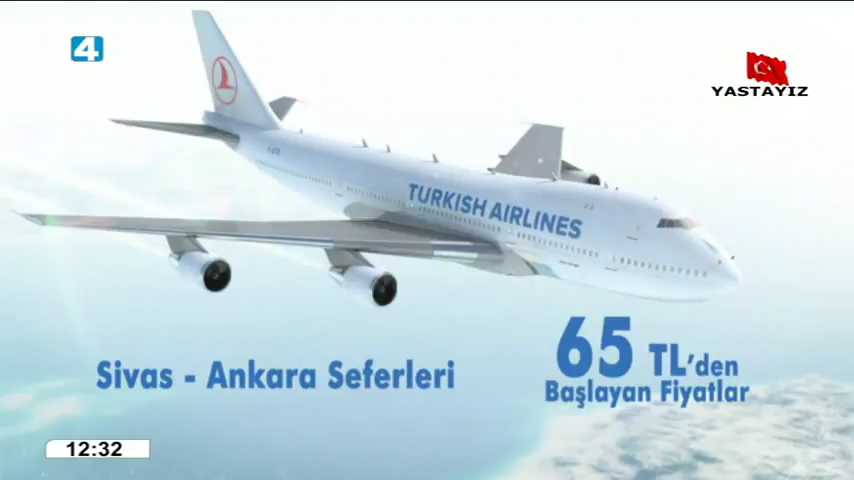 4
YASTAYIZ
TURKISH AIRLINES
65 TL'den
Sivas - Ankara Seferleri
Başlayan Fiyatlar
12:32